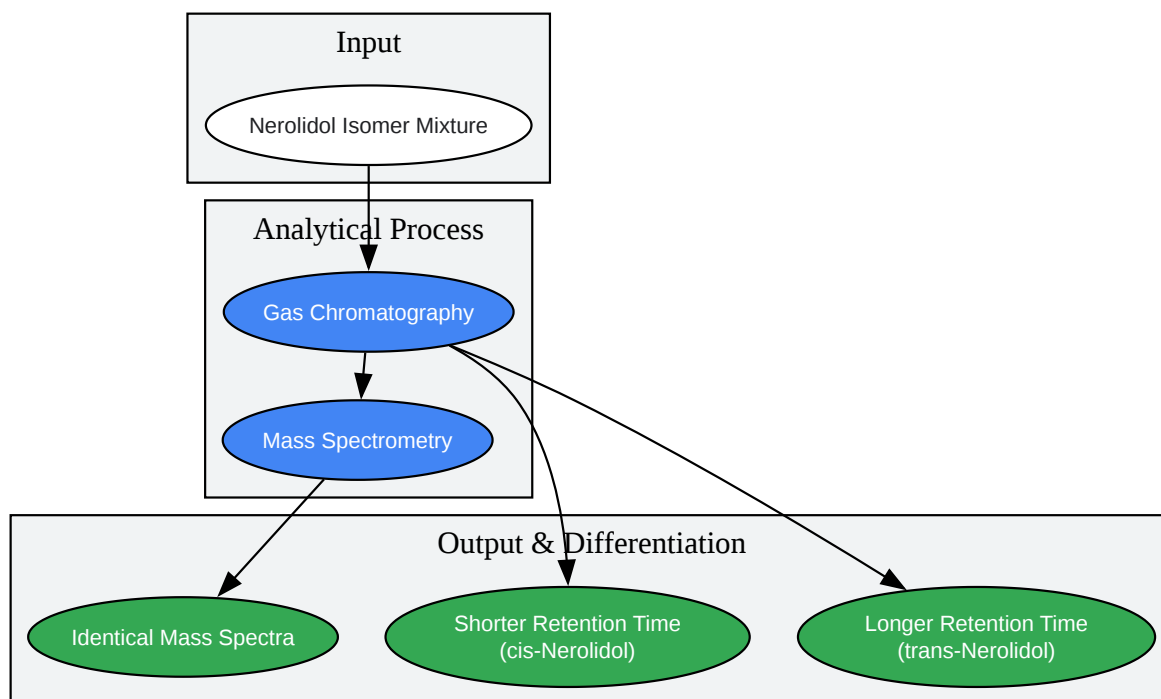 Input
Nerolidol Isomer Mixture
Analytical Process
Gas Chromatography
Mass Spectrometry
Output & Differentiation
Identical Mass Spectra
Shorter Retention Time
(cis-Nerolidol)
Longer Retention Time
(trans-Nerolidol)